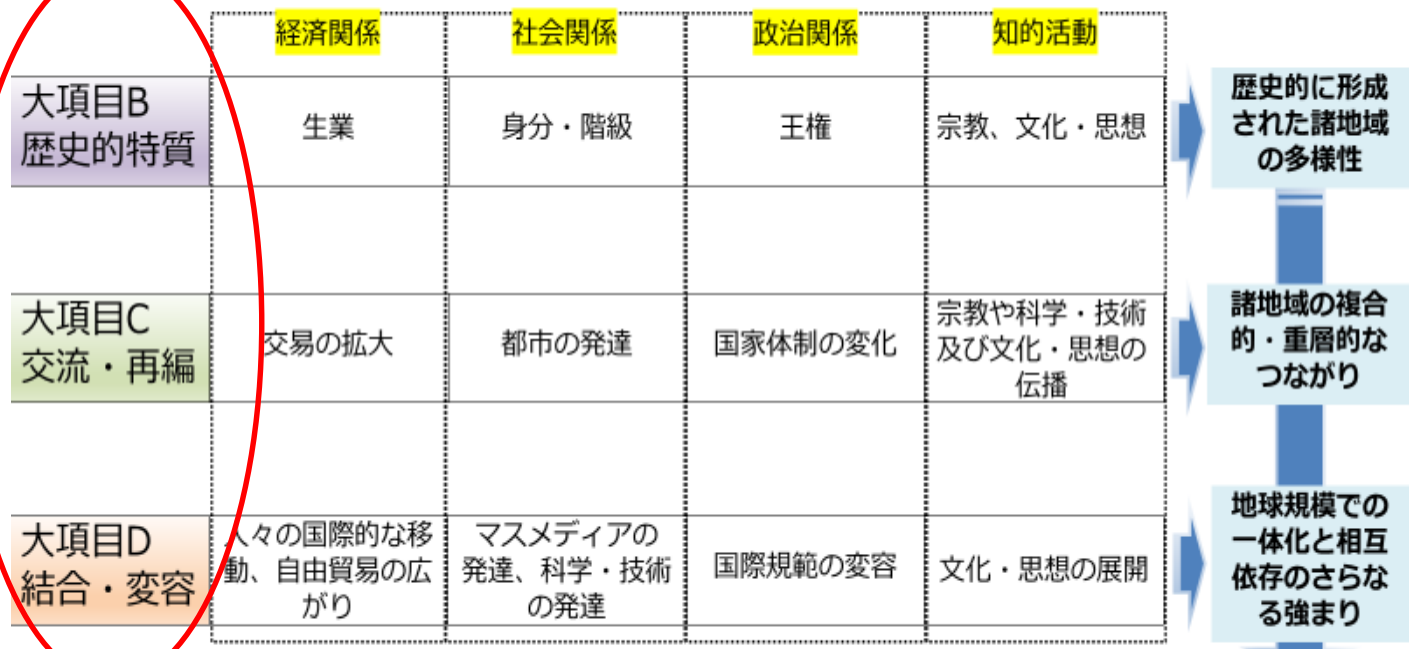 経済関係
社会関係
政治関係
知的活動
大項目B
歴史的特質
生業
身分・階級
王権
宗教、文化・思想
歴史的に形成
された諸地域
の多様性
大項目C
交流・再編
交易の拡大
都市の発達
国家体制の変化
宗教や科学・技術
及び文化・思想の
伝播
諸地域の複合
的・重層的な
つながり
大項目D
結合・変容
人々の国際的な移
動、自由貿易の広
がり
マスメディアの
発達、科学・技術
の発達
国際規範の変容
文化・思想の展開
地球規模での
一体化と相互
依存のさらな
る強まり